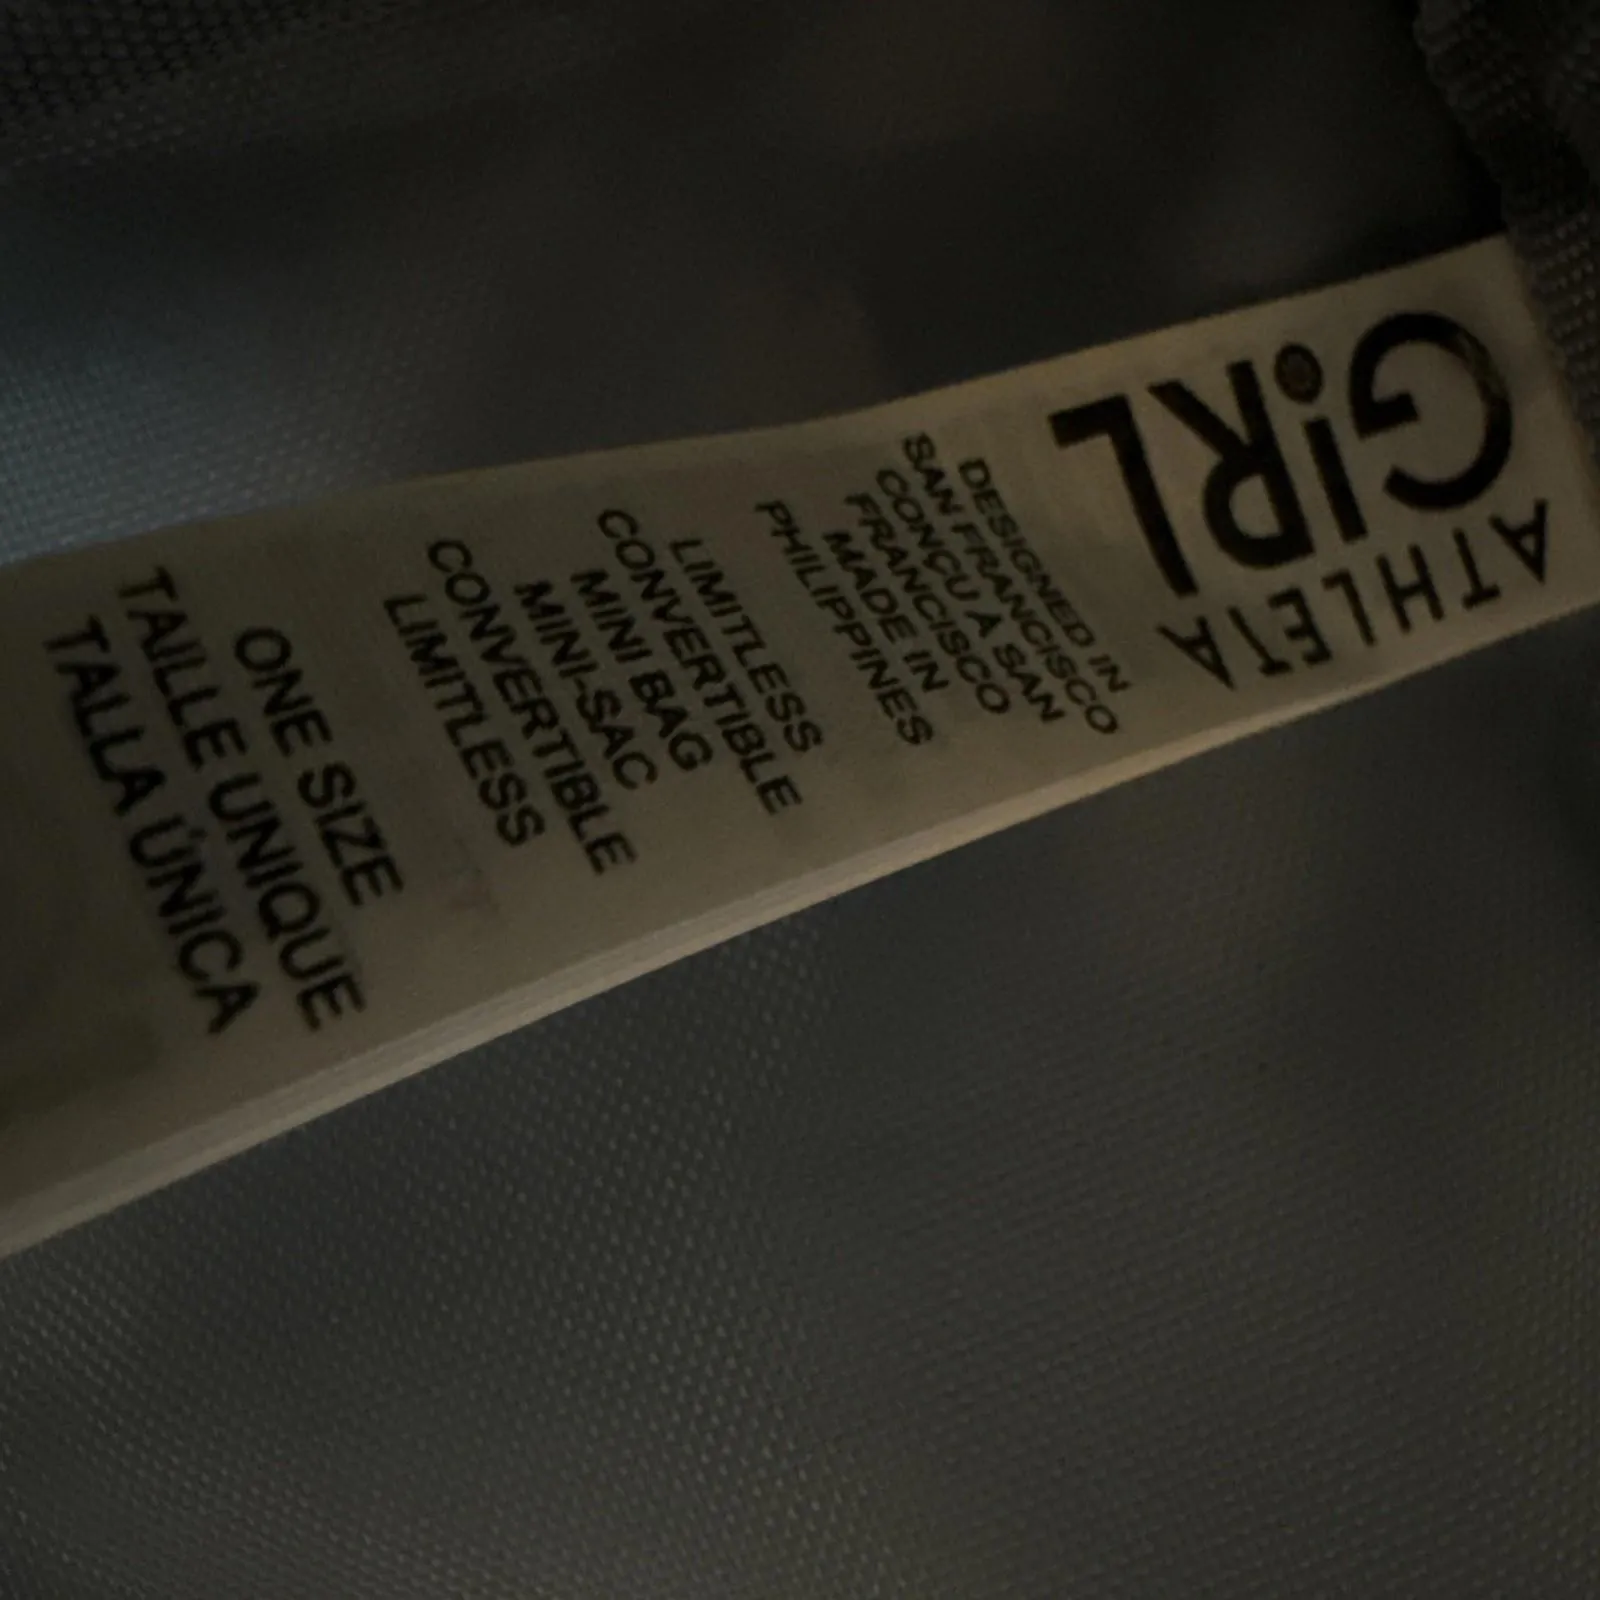 ATHLETA
GiRL
DESIGNED IN
SAN FRANCISCO
CONÇU À SAN
FRANCISCO
MADE IN
PHILIPPINES
LIMITLESS
CONVERTIBLE
MINI BAG
MINI-SAC
CONVERTIBLE
LIMITLESS
ONE SIZE
TAILLE UNIQUE
TALLA ÚNICA